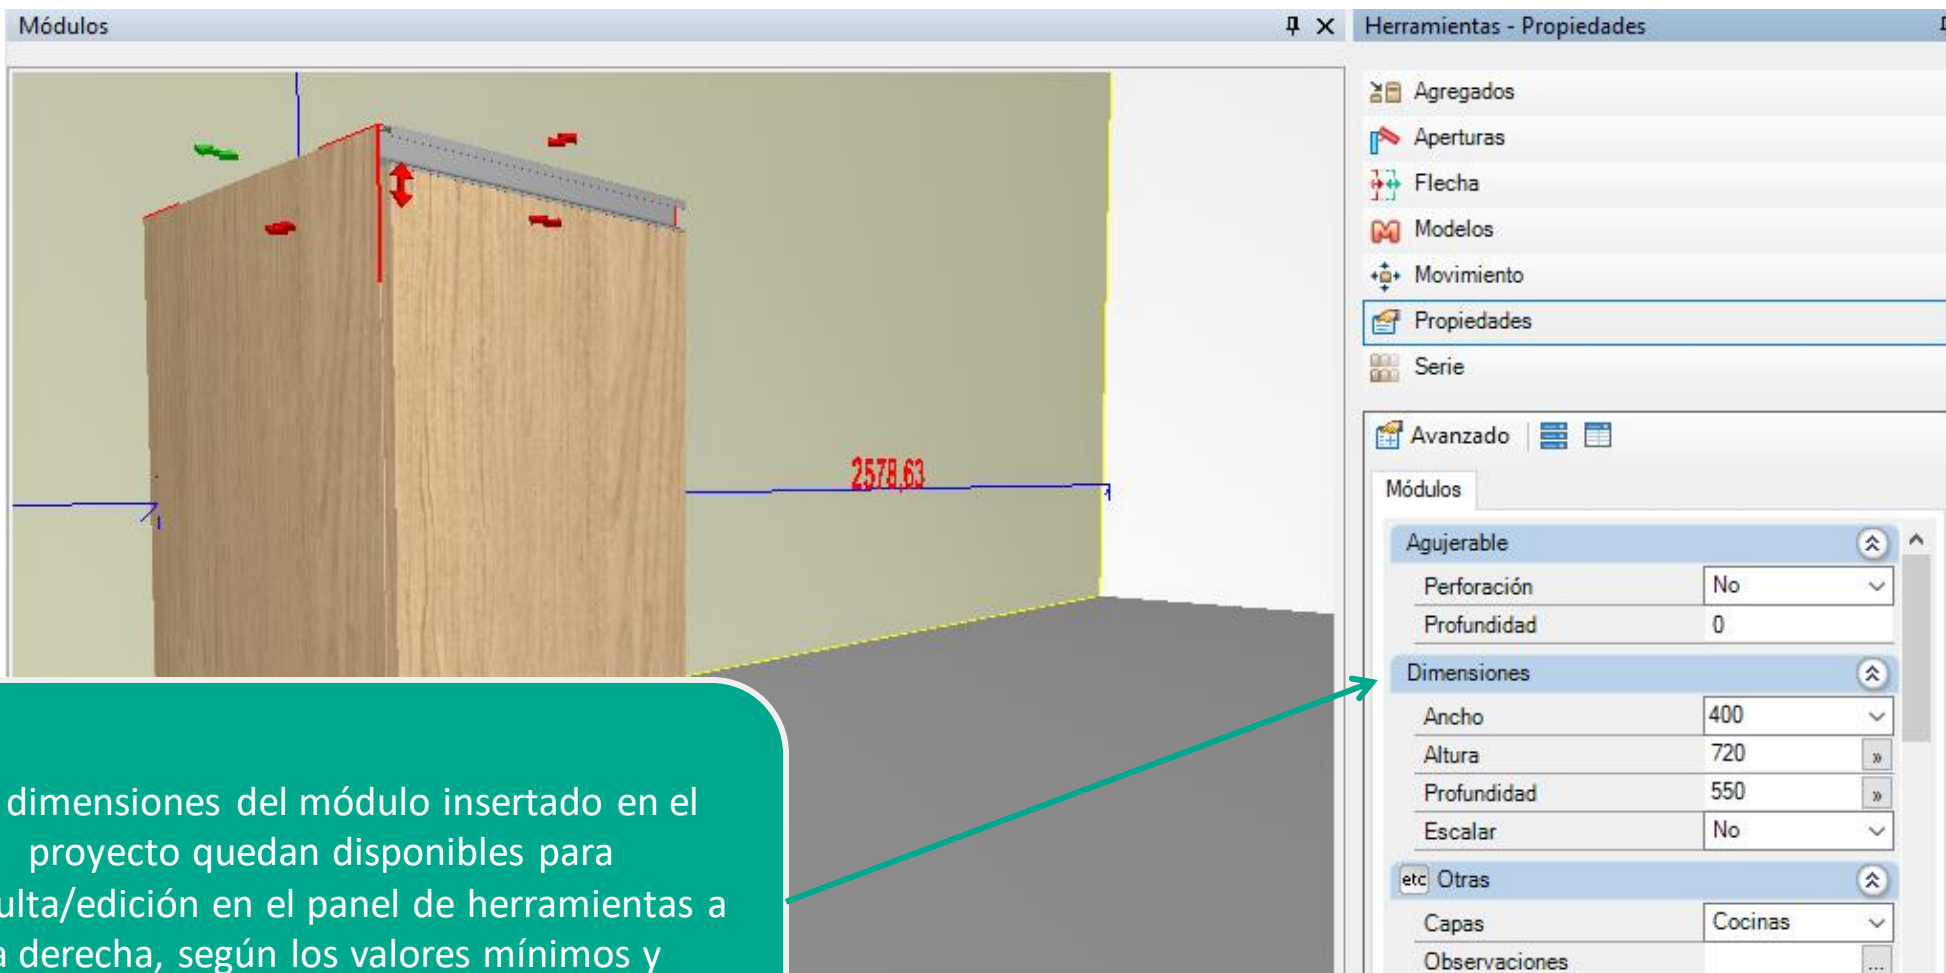 Módulos
Herramientas - Propiedades
Agregados
Aperturas
Flecha
Modelos
Movimiento
Propiedades
Serie
Avanzado
Módulos
Agujerable
Perforación No
Profundidad 0
Dimensiones
Ancho 400
Altura 720 »
Profundidad 550 »
Escalar No
etc Otras
Capas Cocinas
Observaciones ...
2578,63
dimensiones del módulo insertado en el
proyecto quedan disponibles para
ulta/edición en el panel de herramientas a
a derecha, según los valores mínimos y